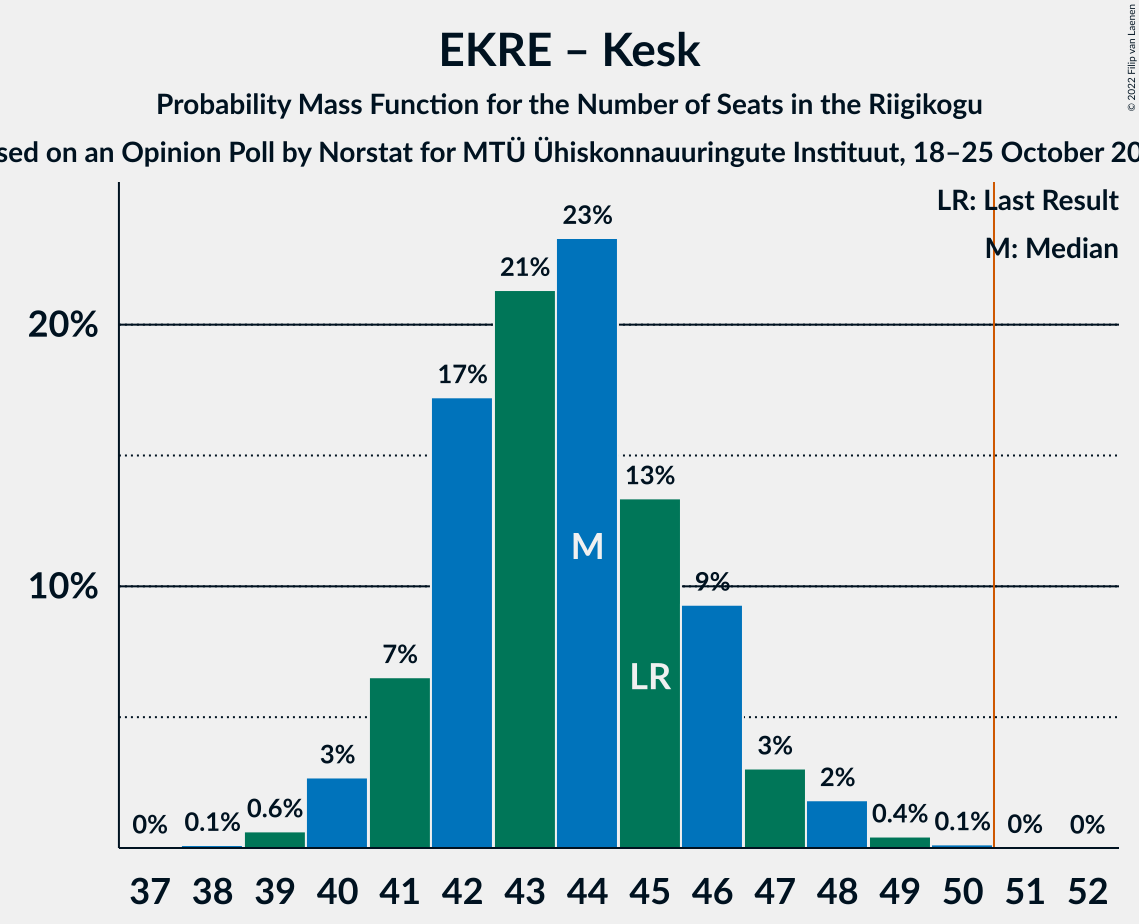 © 2022 Filip van Laenen
EKRE – Kesk
Probability Mass Function for the Number of Seats in the Riigikogu
sed on an Opinion Poll by Norstat for MTÜ Ühiskonnauuringute Instituut, 18–25 October 20
LR: Last Result
M: Median
20%
10%
0% 0.1% 0.6% 3% 7% 17% 21% 23% 13% 9% 3% 2% 0.4% 0.1% 0% 0%
M
LR
37 38 39 40 41 42 43 44 45 46 47 48 49 50 51 52